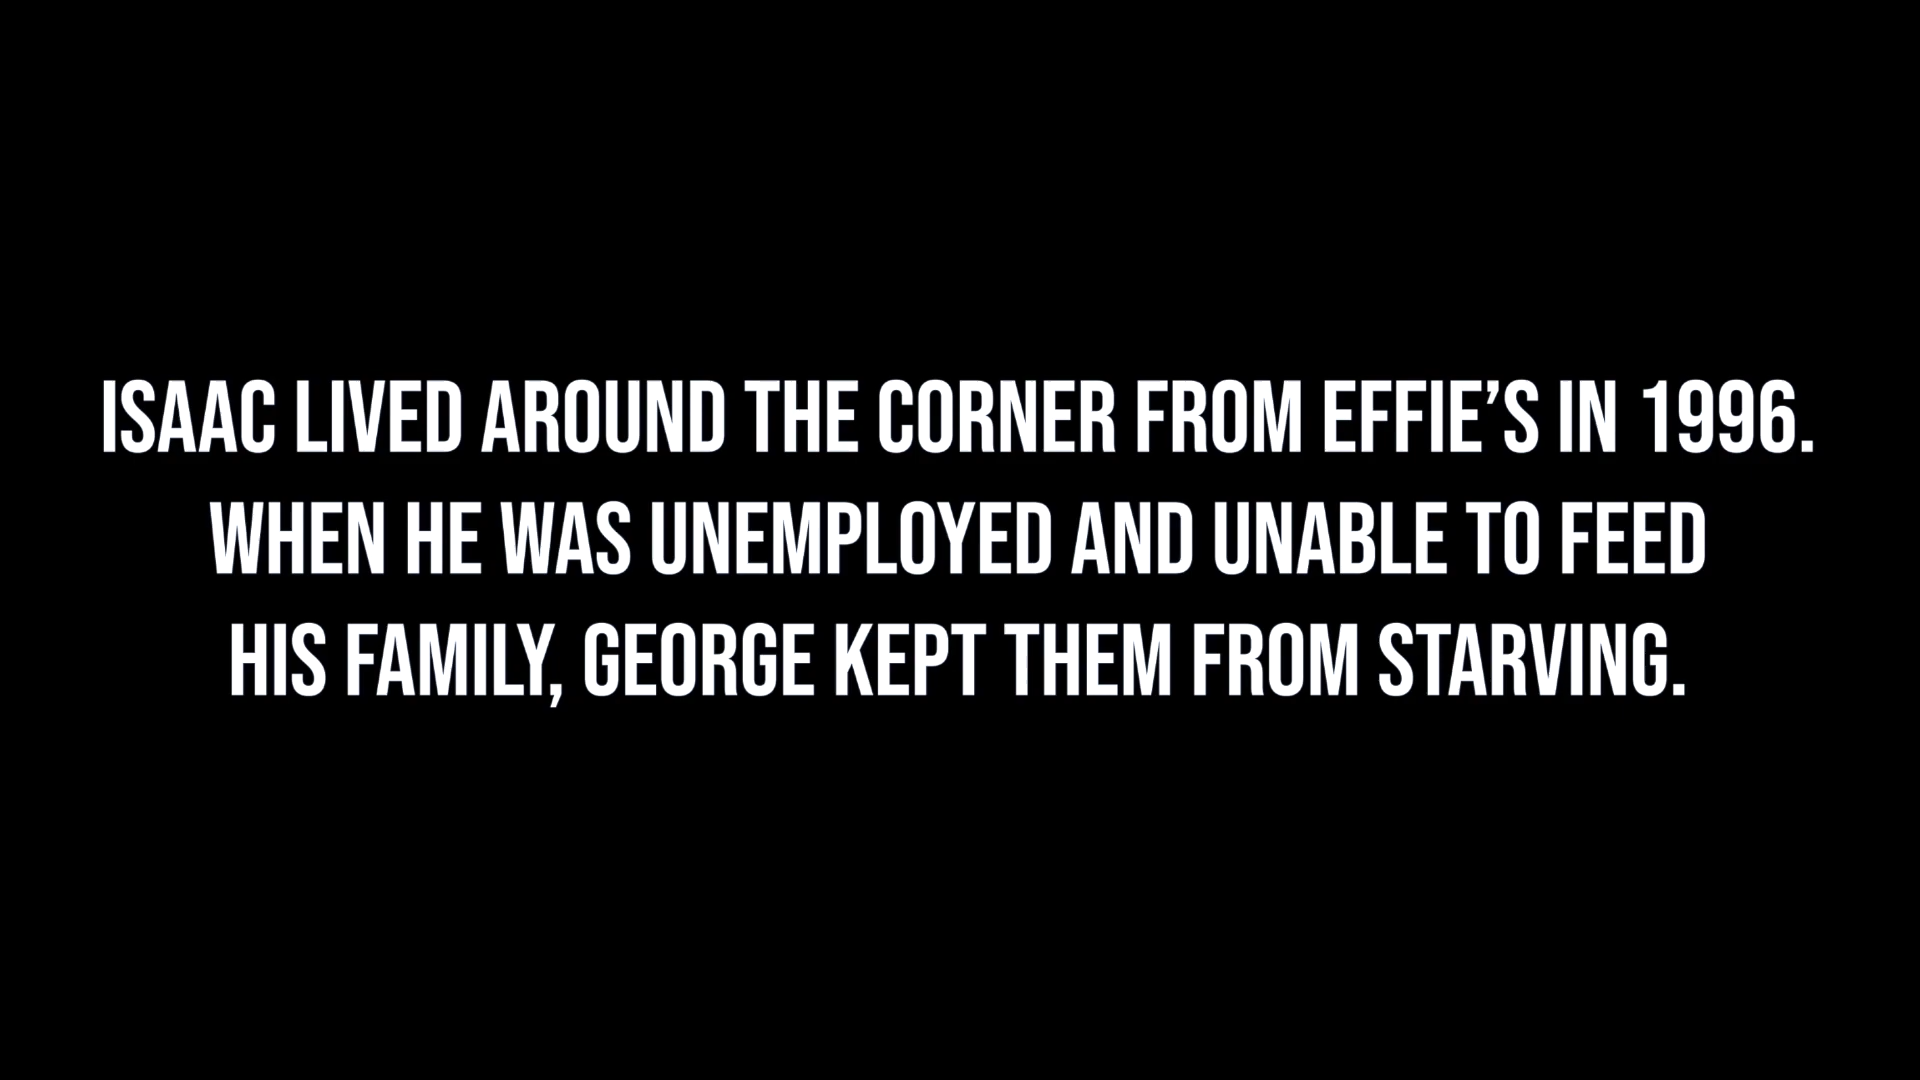 ISAAC LIVED AROUND THE CORNER FROM EFFIE’S IN 1996.
WHEN HE WAS UNEMPLOYED AND UNABLE TO FEED
HIS FAMILY, GEORGE KEPT THEM FROM STARVING.